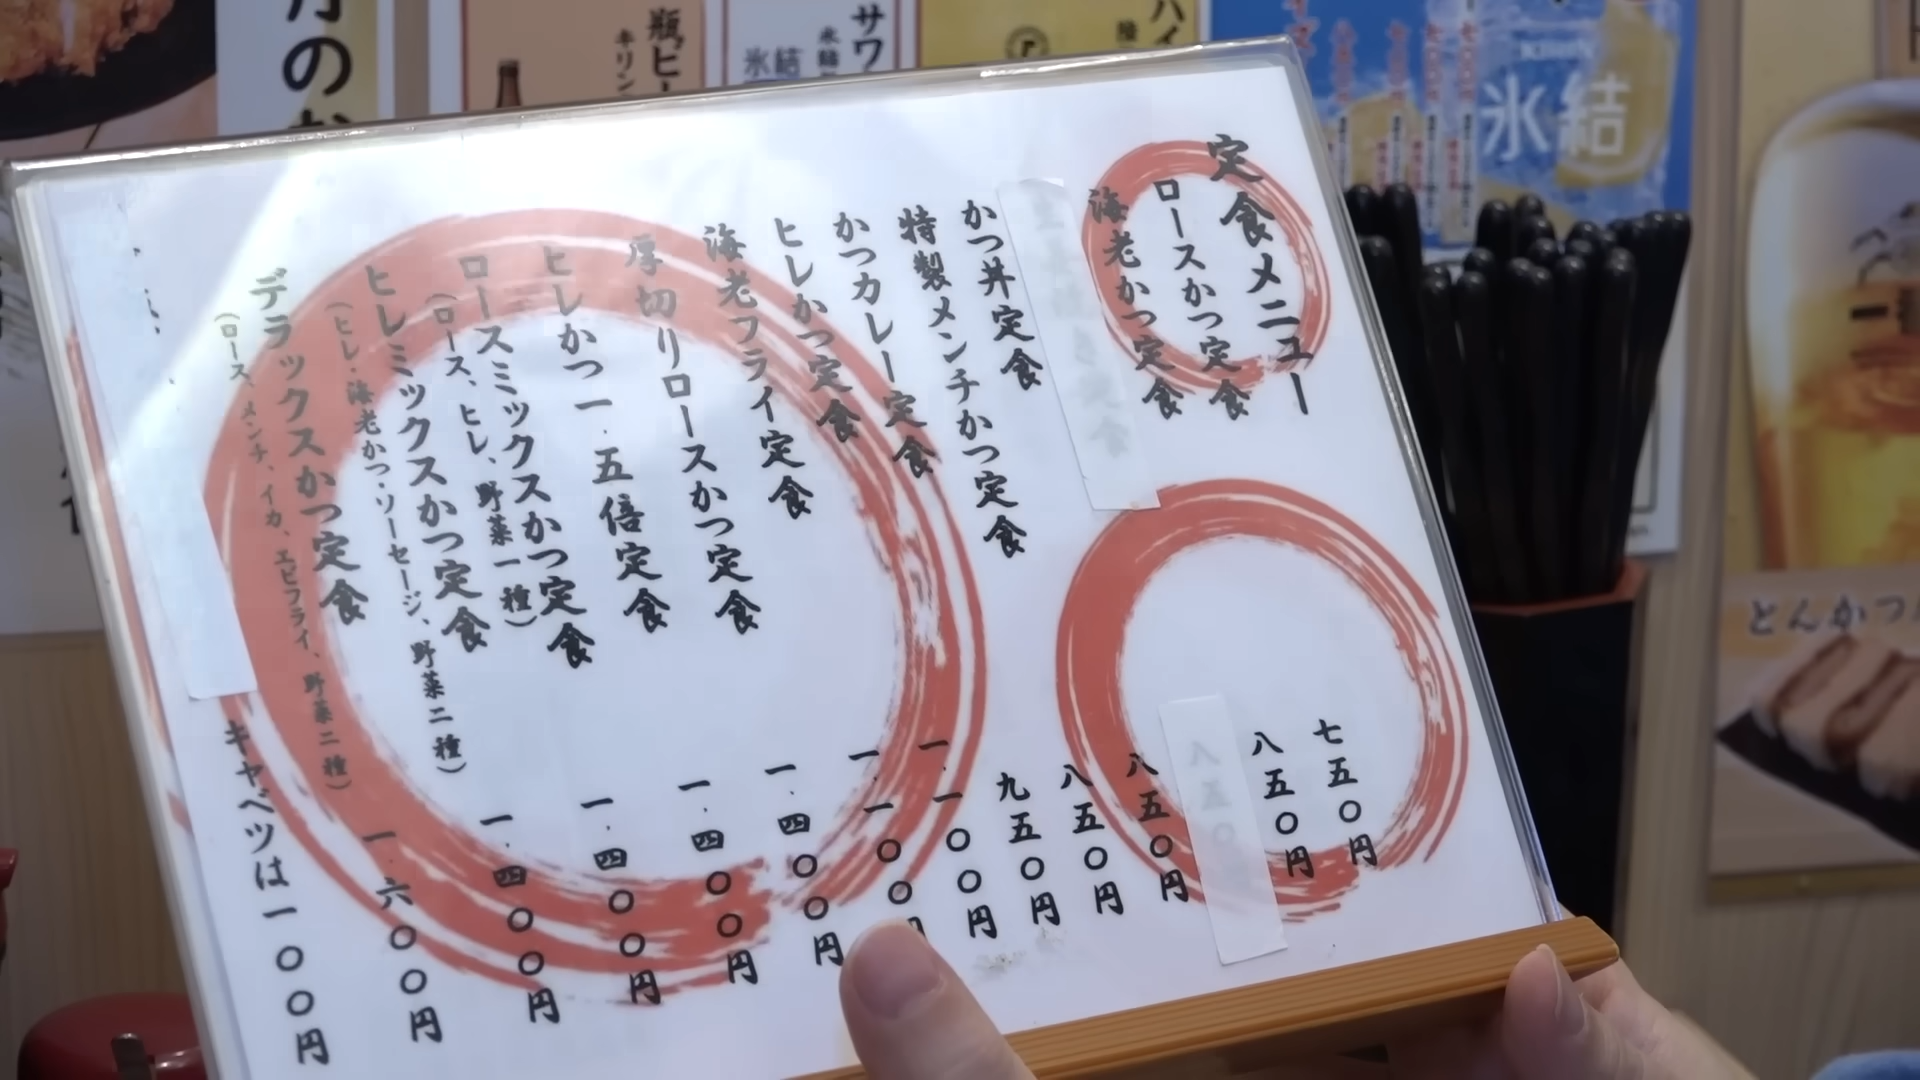 定食メニュー
ロースかつ定食 七五〇円
海老かつ定食 八五〇円
かつ丼定食 八五〇円
特製メンチかつ定食 八五〇円
かつカレー定食 九五〇円
ヒレかつ定食 一.一〇〇円
海老フライ定食 一.一〇〇円
厚切りロースかつ定食 一.四〇〇円
ヒレかつ一.五倍定食 一.四〇〇円
ロースミックスかつ定食 一.四〇〇円
(ロース、ヒレ、野菜一種)
ヒレミックスかつ定食 一.四〇〇円
(ヒレ・海老かつ・ソーセージ、野菜二種)
デラックスかつ定食 一.六〇〇円
(ロース、メンチ、イカ、エビフライ、野菜二種)
キャベツは一〇〇円
氷結
氷結
とんかつ